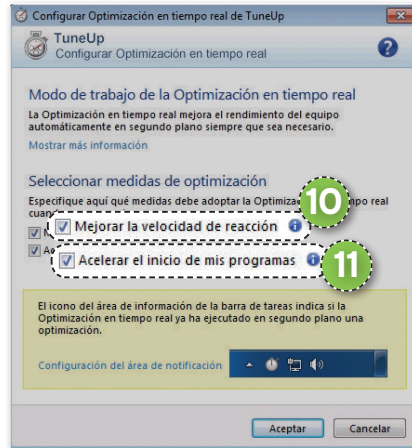 Configurar Optimización en tiempo real de TuneUp
TuneUp
Configurar Optimización en tiempo real
Modo de trabajo de la Optimización en tiempo real
La Optimización en tiempo real mejora el rendimiento del equipo
automáticamente en segundo plano siempre que sea necesario.
Mostrar más información
Seleccionar medidas de optimización
Especifique aquí qué medidas debe adoptar la real
10
Mejorar la velocidad de reacción
Acelerar el inicio de mis programas
11
El icono del área de información de la barra de tareas indica si la
Optimización en tiempo real ya ha ejecutado en segundo plano una
optimización.
Configuración del área de notificación
Aceptar
Cancelar